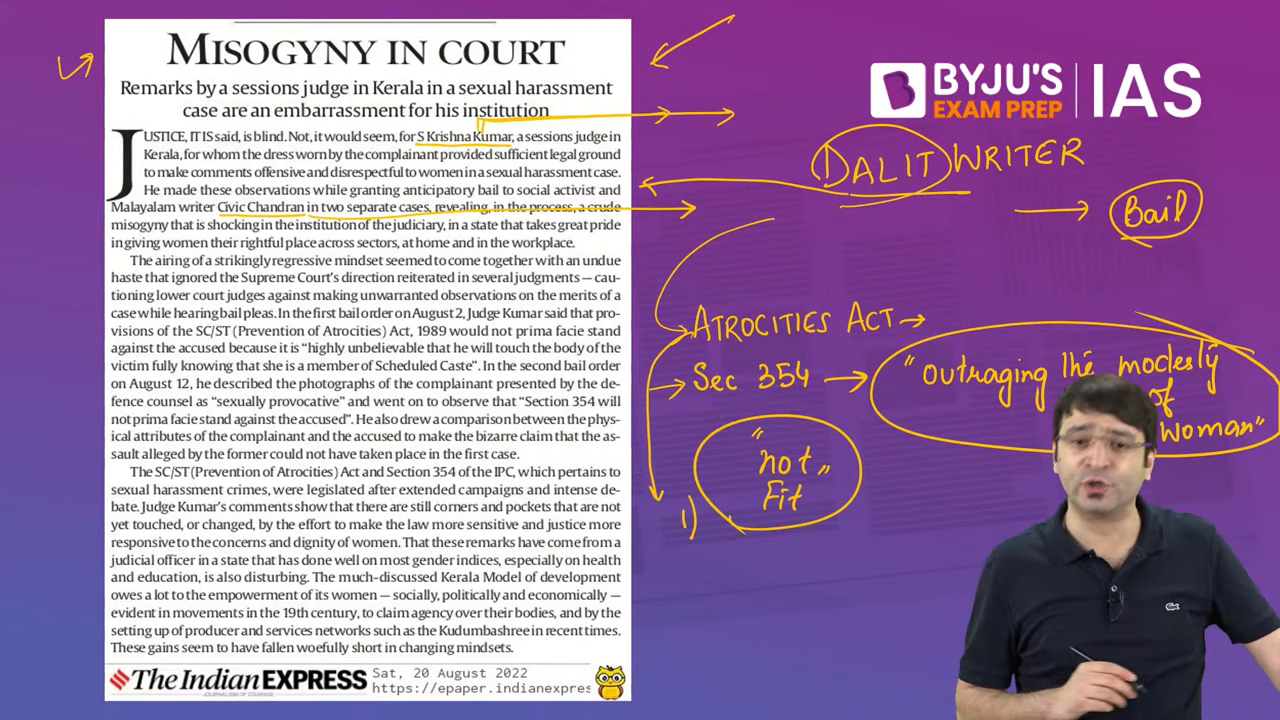 MISOGYNY IN COURT
Remarks by a sessions judge in Kerala in a sexual harassment
case are an embarrassment for his institution
JUSTICE, IT IS said, is blind. Not, it would seem, for S Krishna Kumar, a sessions judge in
Kerala, for whom the dress worn by the complainant provided sufficient legal ground
to make comments offensive and disrespectful to women in a sexual harassment case.
He made these observations while granting anticipatory bail to social activist and
Malayalam writer Civic Chandran in two separate cases, revealing, in the process, a crude
misogyny that is shocking in the institution of the judiciary, in a state that takes great pride
in giving women their rightful place across sectors, at home and in the workplace.
The airing of a strikingly regressive mindset seemed to come together with an undue
haste that ignored the Supreme Court's direction reiterated in several judgments — cau-
tioning lower court judges against making unwarranted observations on the merits of a
case while hearing bail pleas. In the first bail order on August 2, Judge Kumar said that pro-
visions of the SC/ST (Prevention of Atrocities) Act, 1989 would not prima facie stand
against the accused because it is "highly unbelievable that he will touch the body of the
victim fully knowing that she is a member of Scheduled Caste". In the second bail order
on August 12, he described the photographs of the complainant presented by the de-
fence counsel as "sexually provocative" and went on to observe that "Section 354 will
not prima facie stand against the accused". He also drew a comparison between the phys-
ical attributes of the complainant and the accused to make the bizarre claim that the as-
sault alleged by the former could not have taken place in the first case.
The SC/ST (Prevention of Atrocities) Act and Section 354 of the IPC, which pertains to
sexual harassment crimes, were legislated after extended campaigns and intense de-
bate. Judge Kumar's comments show that there are still corners and pockets that are not
yet touched, or changed, by the effort to make the law more sensitive and justice more
responsive to the concerns and dignity of women. That these remarks have come from a
judicial officer in a state that has done well on most gender indices, especially on health
and education, is also disturbing. The much-discussed Kerala Model of development
owes a lot to the empowerment of its women — socially, politically and economically —
evident in movements in the 19th century, to claim agency over their bodies, and by the
setting up of producer and services networks such as the Kudumbashree in recent times.
These gains seem to have fallen woefully short in changing mindsets.
The Indian EXPRESS
JOURNALISM OF COURAGE
Sat, 20 August 2022
https://epaper.indianexpres
BYJU'S
EXAM PREP
IAS
DALIT WRITER
Bail
ATROCITIES ACT
Sec 354
"outraging the modesty
of
woman"
"not"
Fit
1)